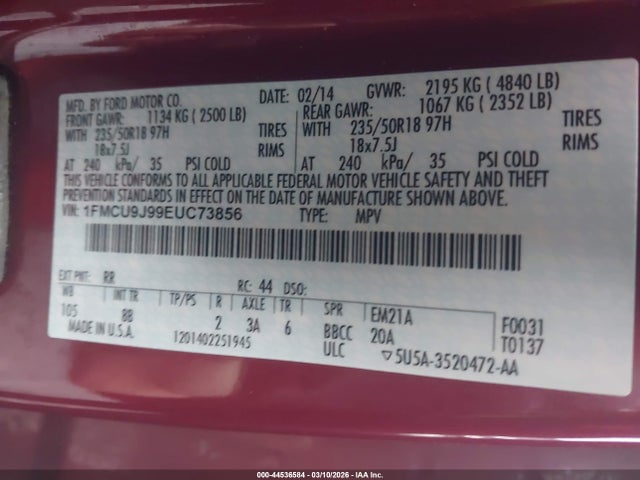 MFD. BY FORD MOTOR CO. DATE: 02/14 GVWR: 2195 KG ( 4840 LB)
FRONT GAWR: 1134 KG ( 2500 LB) REAR GAWR: 1067 KG ( 2352 LB)
WITH 235/50R18 97H TIRES WITH 235/50R18 97H TIRES
18x7.5J RIMS 18x7.5J RIMS
AT 240 kPa/ 35 PSI COLD AT 240 kPa/ 35 PSI COLD
THIS VEHICLE CONFORMS TO ALL APPLICABLE FEDERAL MOTOR VEHICLE SAFETY AND THEFT
PREVENTION STANDARDS IN EFFECT ON THE DATE OF MANUFACTURE SHOWN ABOVE.
VIN: 1FMCU9J99EUC73856 TYPE: MPV
EXT PNT: RR RC: 44 DSO:
WB INT TR TP/PS R AXLE TR SPR EM21A F0031
105 8B 2 3A 6 BBCC 20A T0137
MADE IN U.S.A. 1201402251945 ULC ▽5U5A-3520472-AA
000-44536584 | 03/10/2026 | IAA Inc.